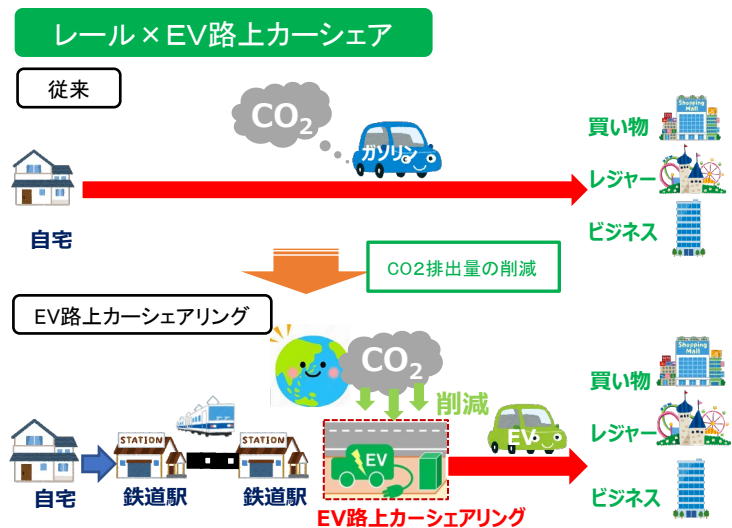 レール×EV路上カーシェア
従来
CO2
ガソリン
買い物
Shopping Mall
レジャー
ビジネス
自宅
CO2排出量の削減
EV路上カーシェアリング
CO2
削減
EV
買い物
Shopping Mall
レジャー
ビジネス
STATION
STATION
EV
自宅
鉄道駅
鉄道駅
EV路上カーシェアリング